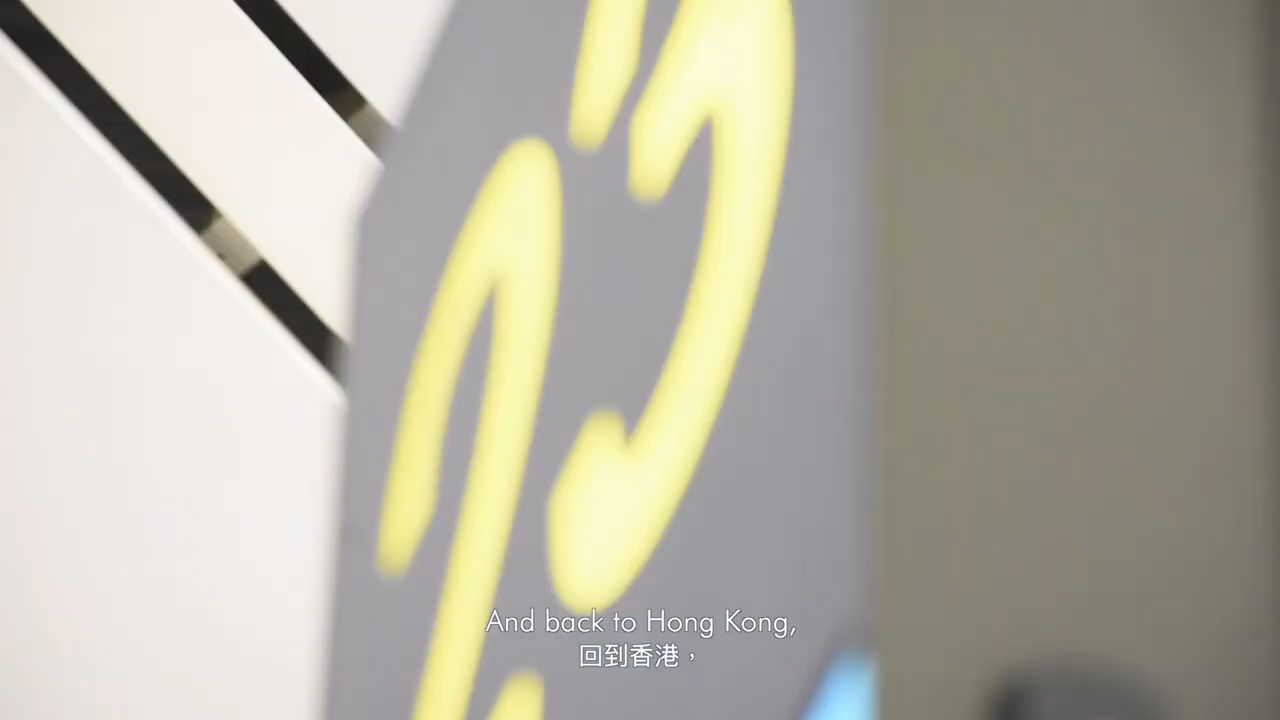 And back to Hong Kong,
回到香港，